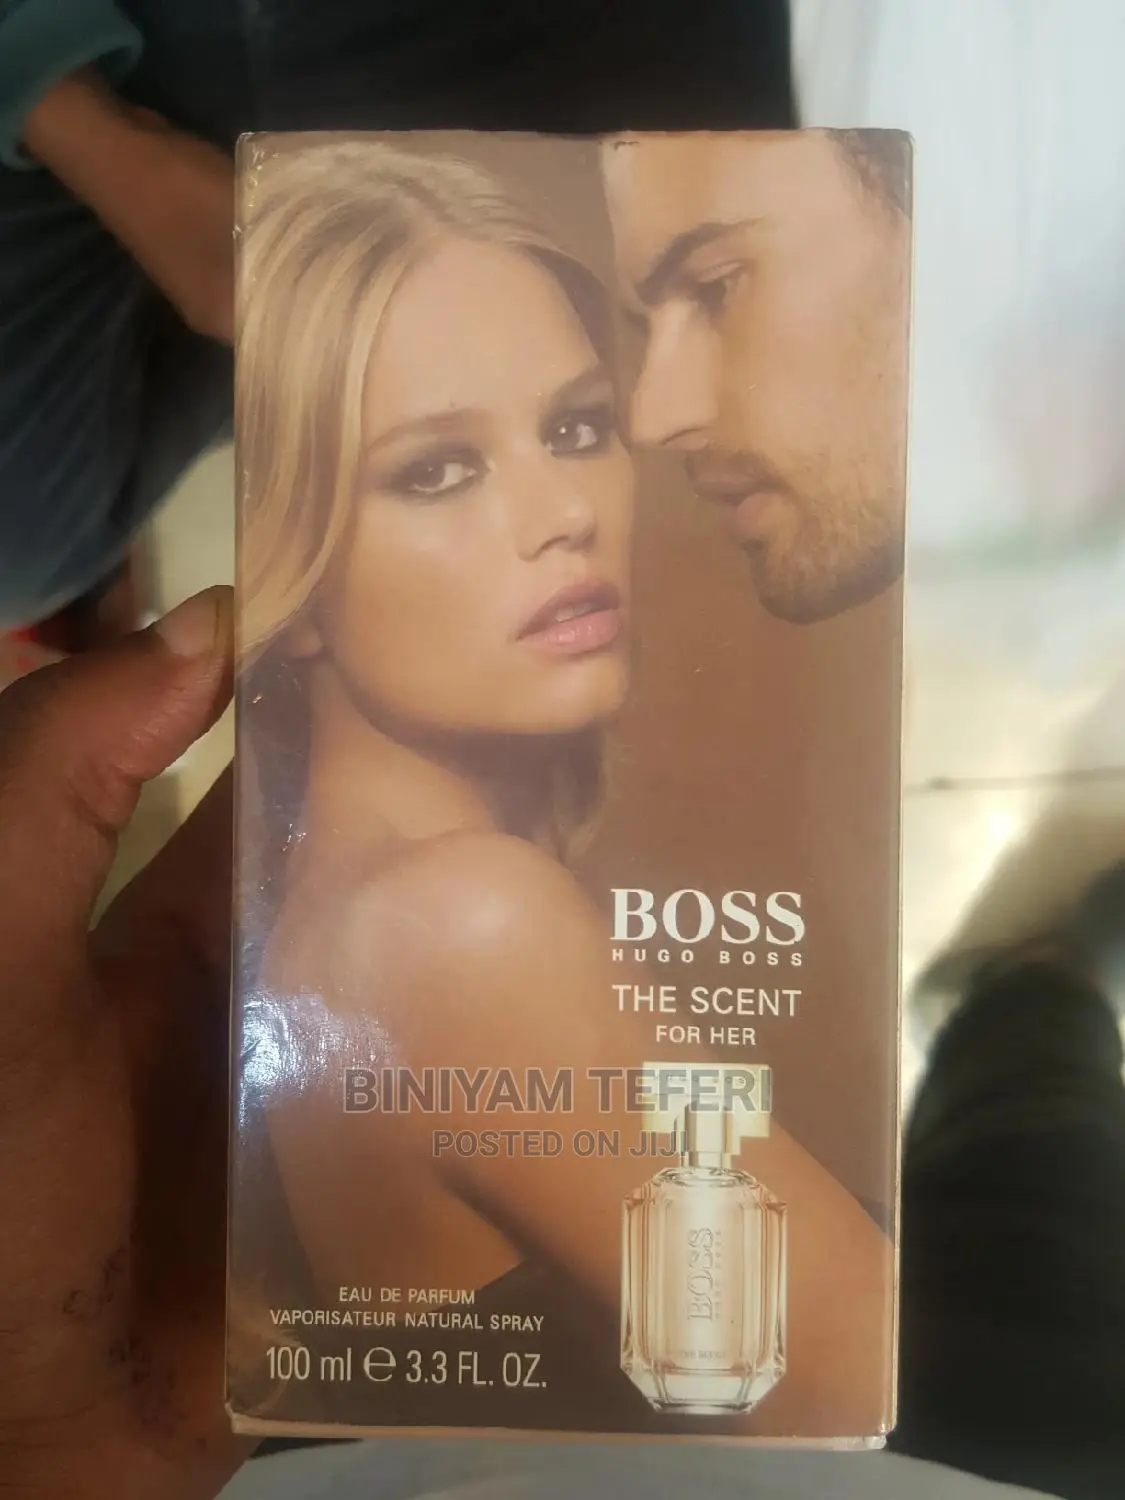 BOSS
HUGO BOSS
THE SCENT
FOR HER
BINIYAM TEFERI
POSTED ON JIJI
BOSS
EAU DE PARFUM
VAPORISATEUR NATURAL SPRAY
100 ml ℮ 3.3 FL. OZ.